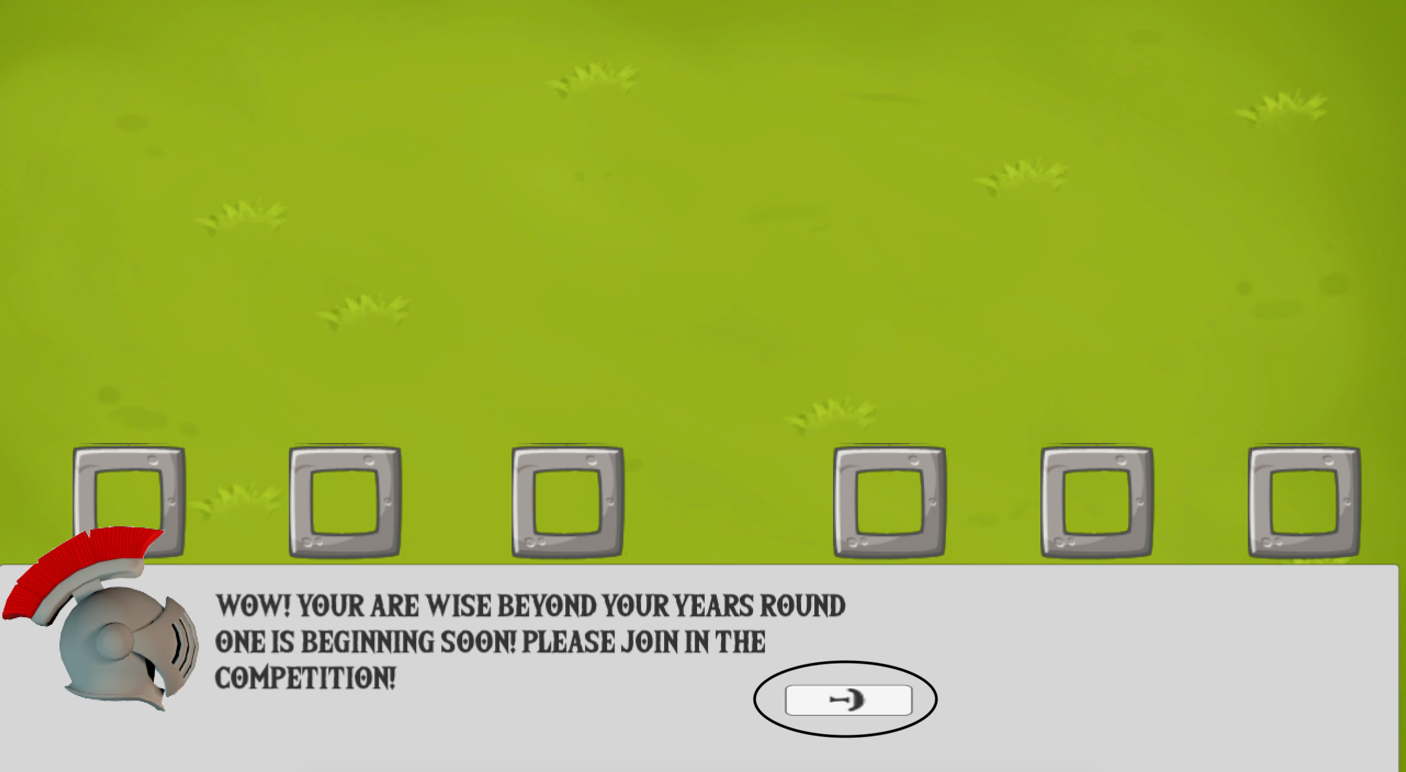 WOW! YOUR ARE WISE BEYOND YOUR YEARS ROUND
ONE IS BEGINNING SOON! PLEASE JOIN IN THE
COMPETITION!